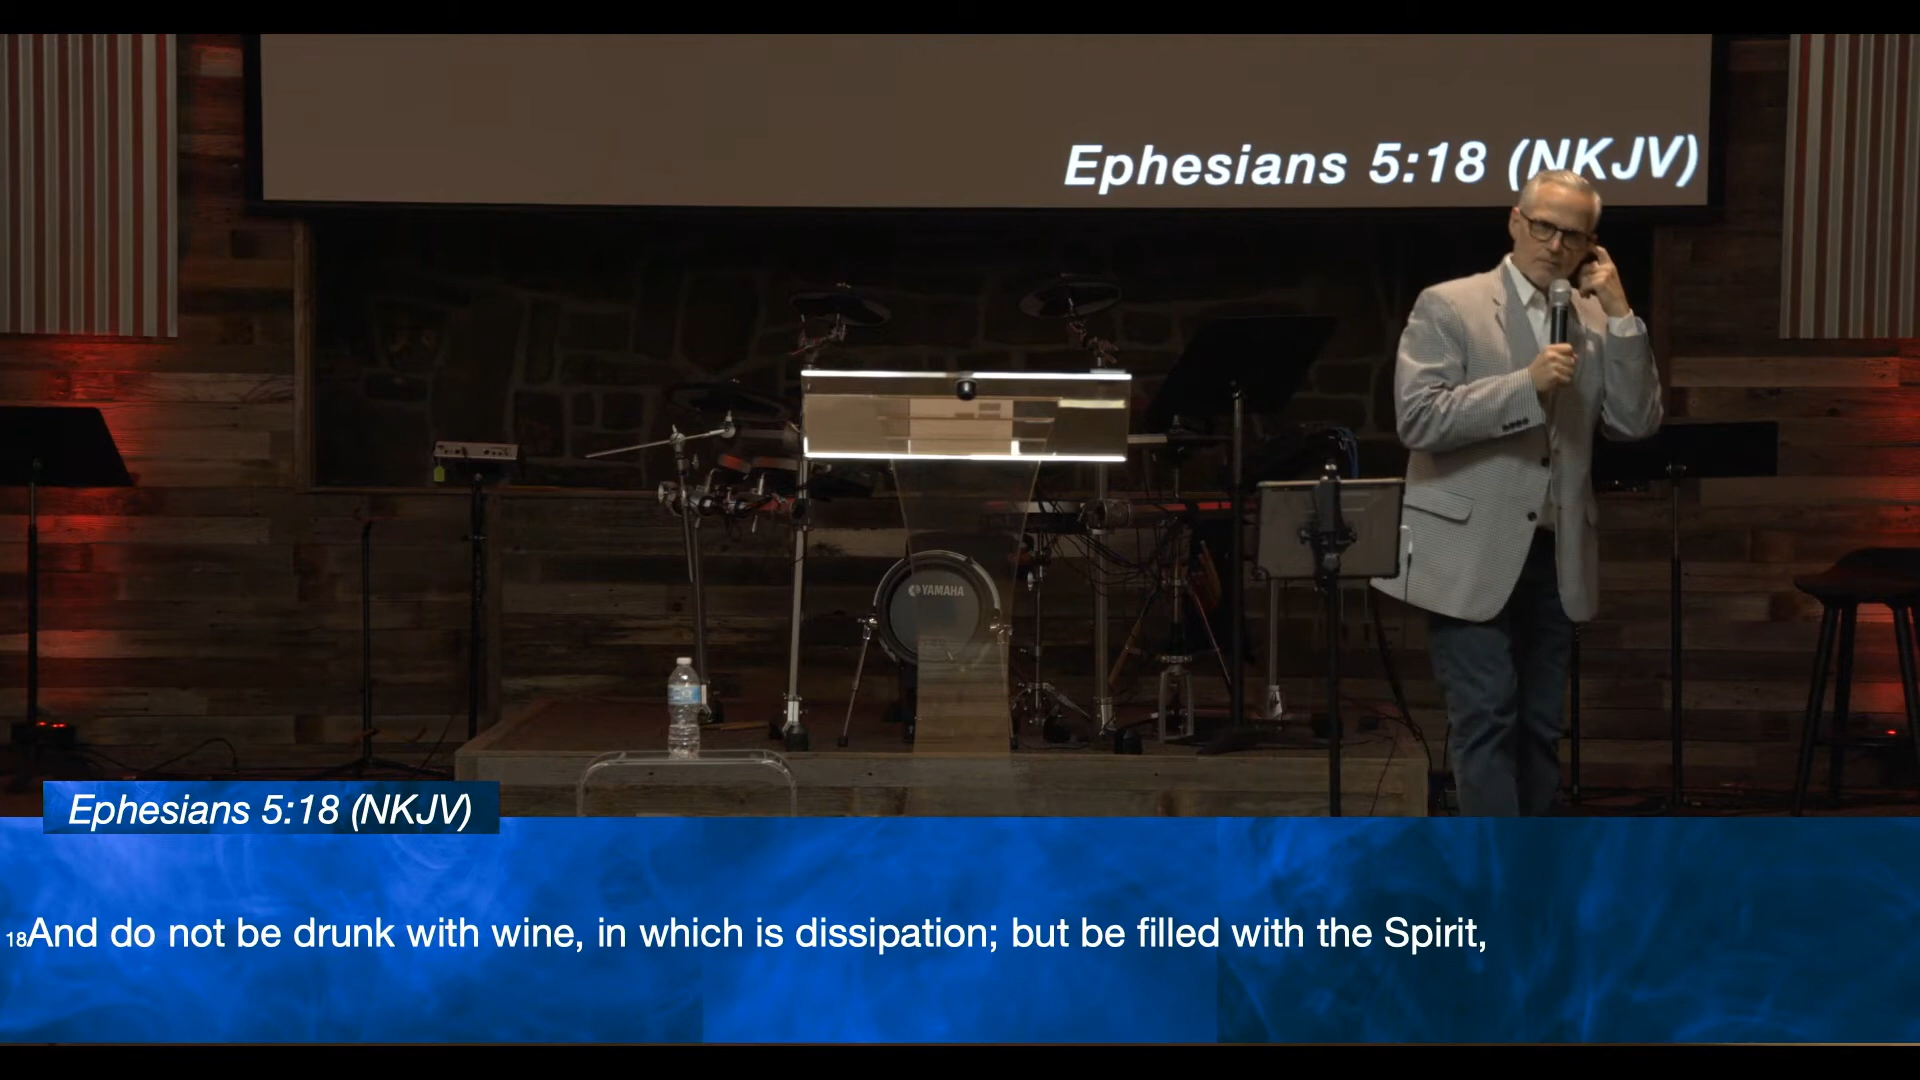 Ephesians 5:18 (NKJV)
YAMAHA
Ephesians 5:18 (NKJV)
18And do not be drunk with wine, in which is dissipation; but be filled with the Spirit,